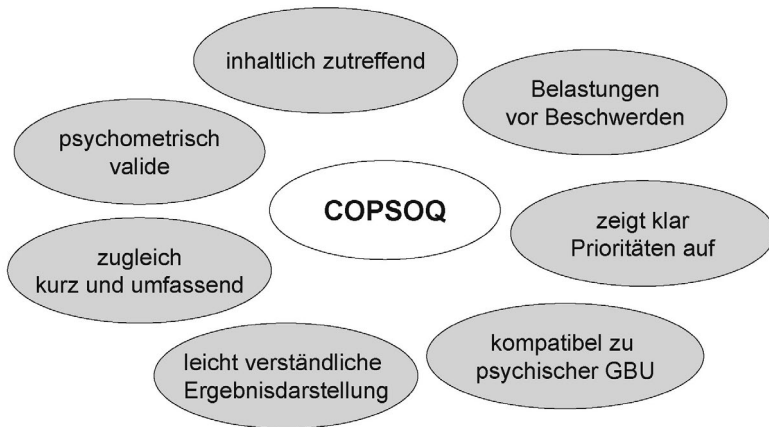 inhaltlich zutreffend
Belastungen
vor Beschwerden
psychometrisch
valide
COPSOQ
zeigt klar
Prioritäten auf
zugleich
kurz und umfassend
kompatibel zu
psychischer GBU
leicht verständliche
Ergebnisdarstellung